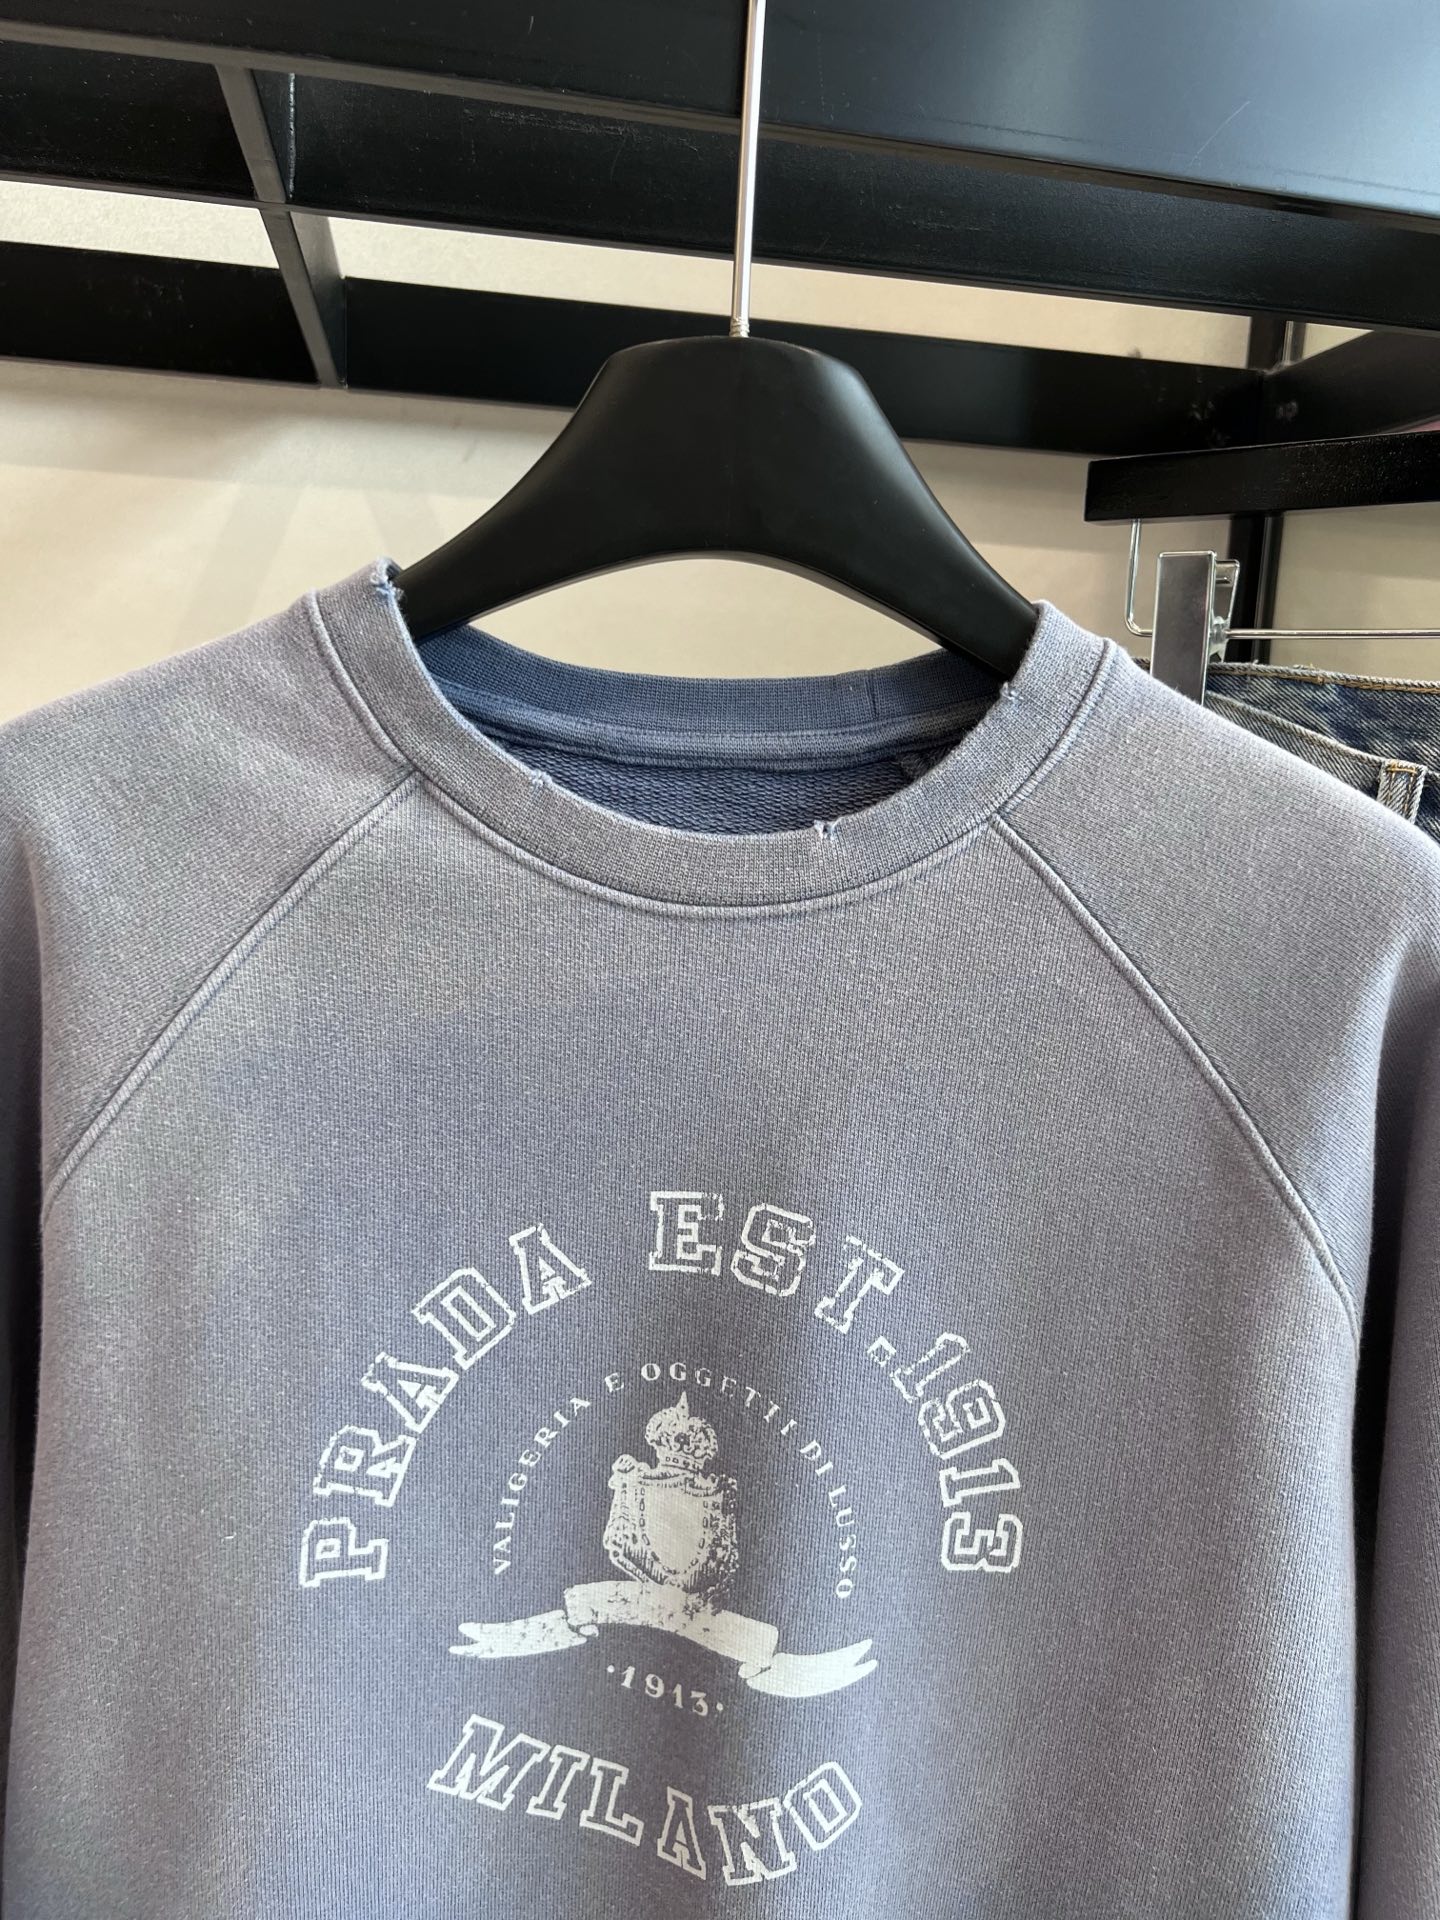 PRADA EST.1913
VALIGERIA E OGGETTI DI LUSSO
·1913·
MILANO